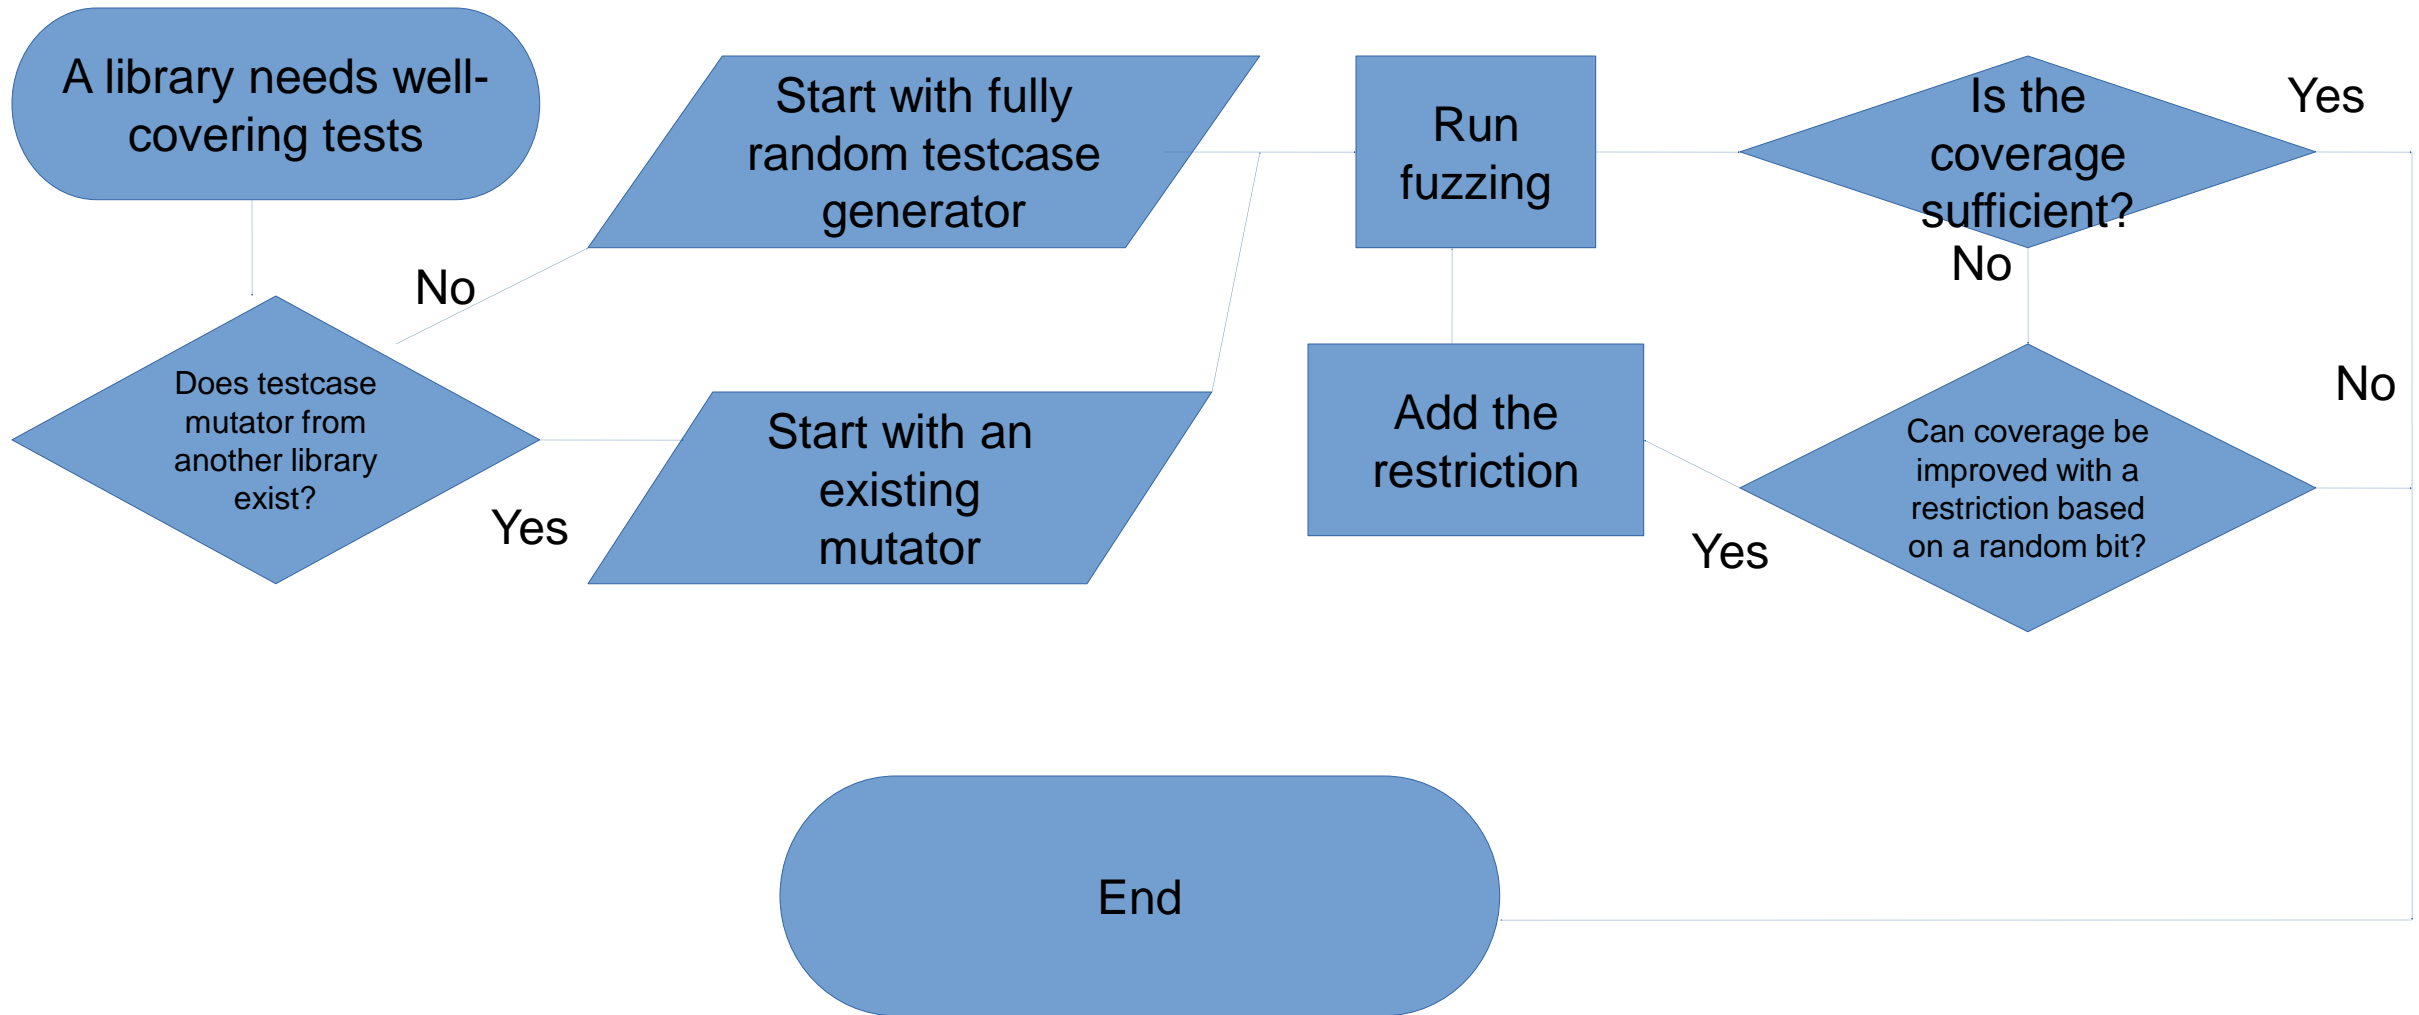 A library needs well-
covering tests
Does testcase
mutator from
another library
exist?
No
Yes
Start with fully
random testcase
generator
Start with an
existing
mutator
Run
fuzzing
Add the
restriction
Is the
coverage
sufficient?
Yes
No
Can coverage be
improved with a
restriction based
on a random bit?
Yes
No
End